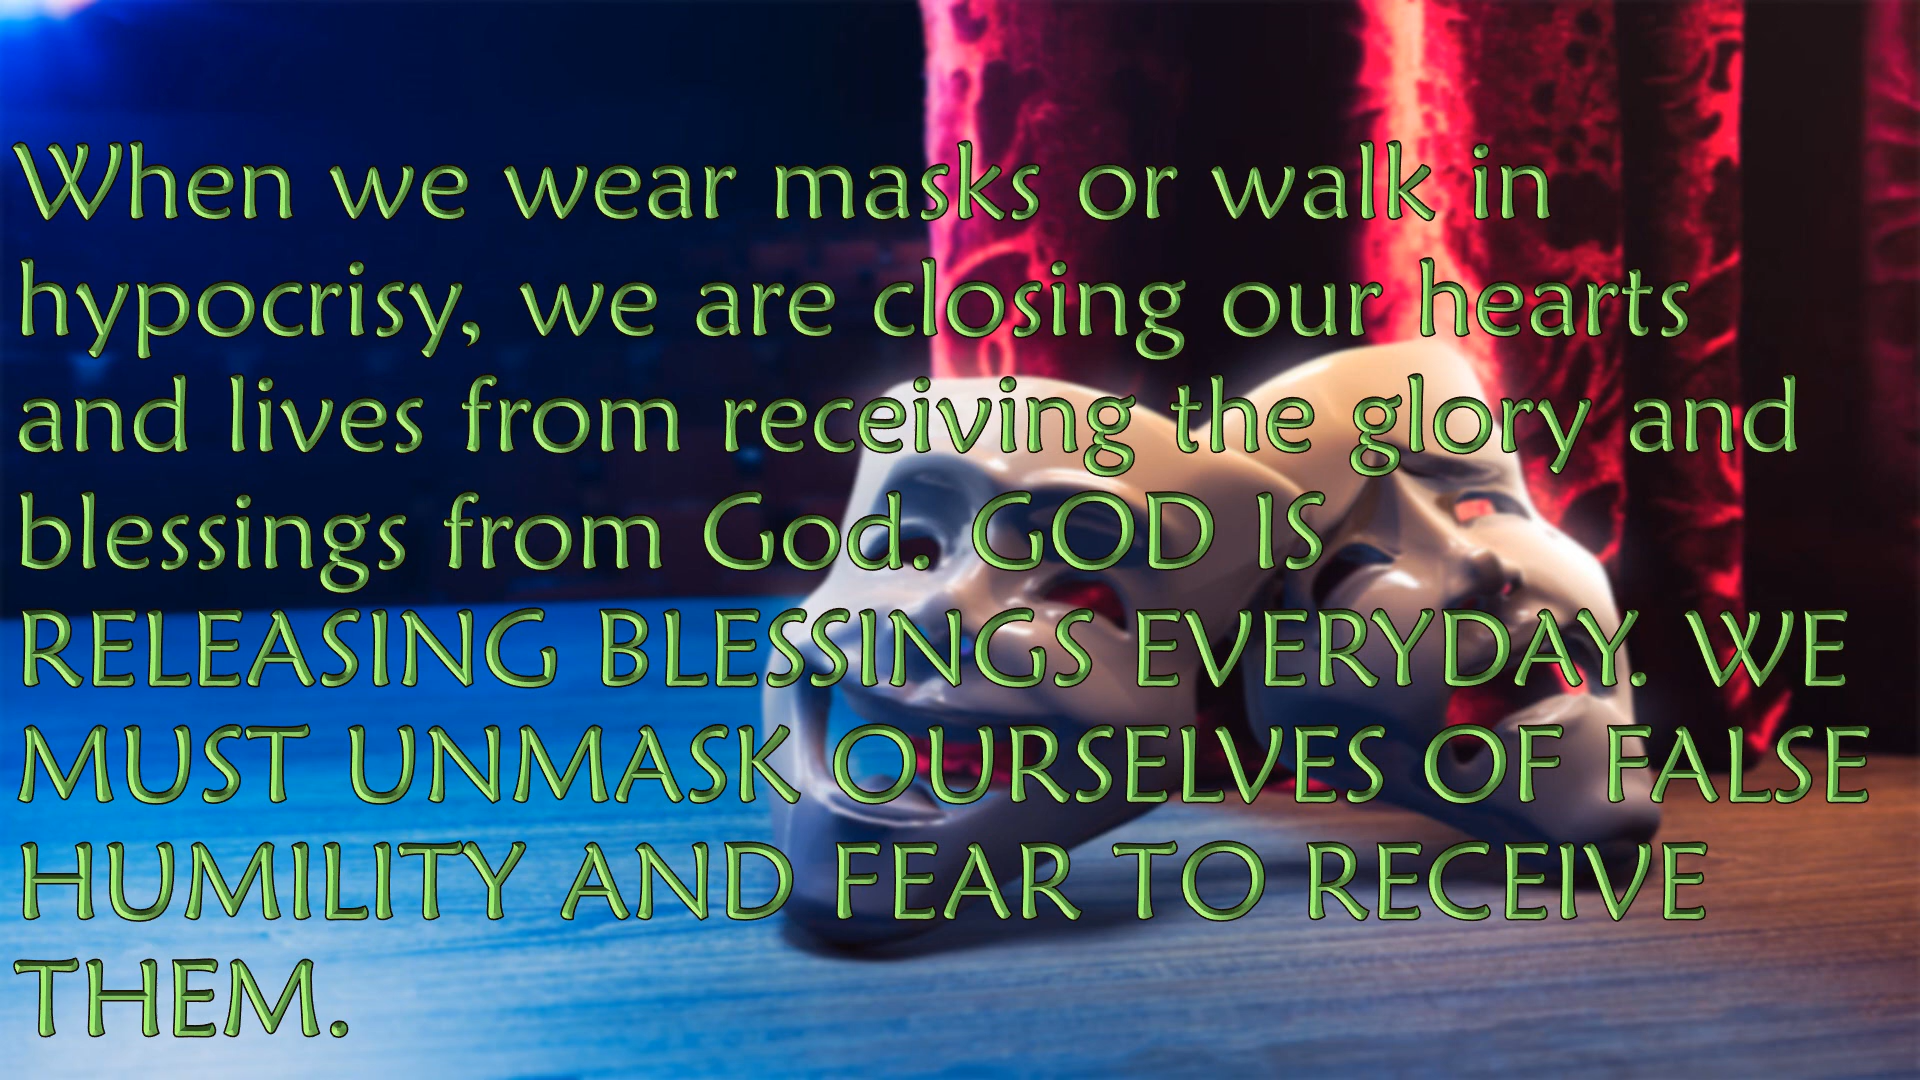 When we wear masks or walk in
hypocrisy, we are closing our hearts
and lives from receiving the glory and
blessings from God. GOD IS
RELEASING BLESSINGS EVERYDAY. WE
MUST UNMASK OURSELVES OF FALSE
HUMILITY AND FEAR TO RECEIVE
THEM.